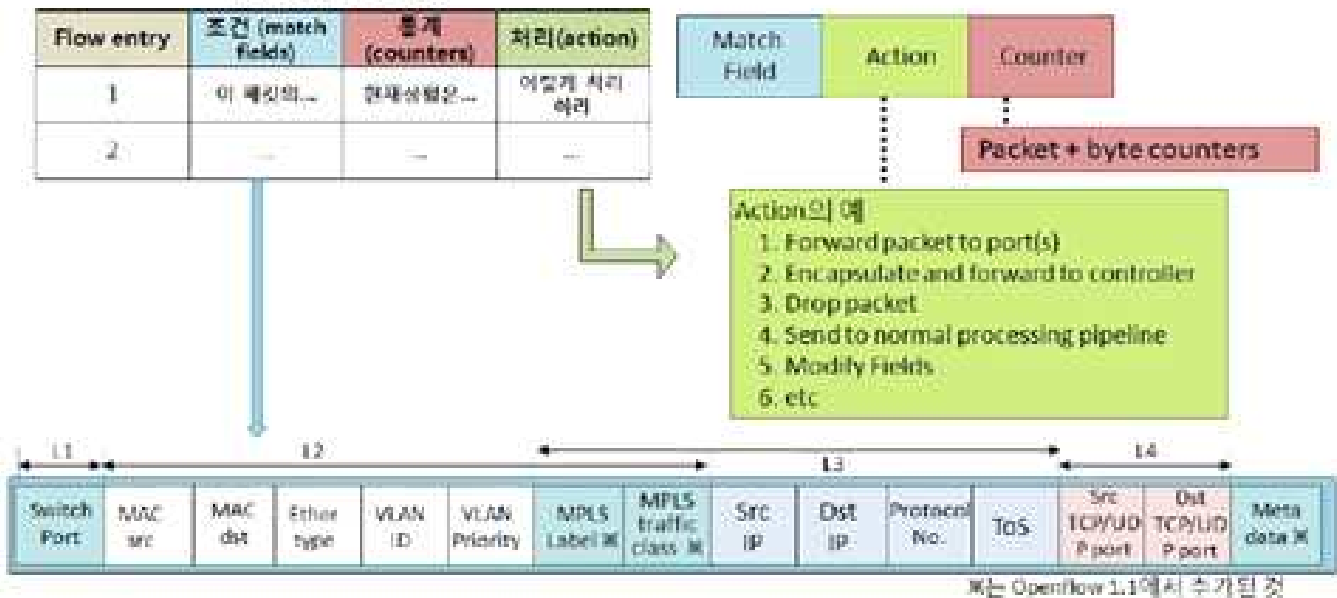 Flow entry
조건 (match fields)
통계 (counters)
처리(action)
1
이 패킷의...
현재상황은...
이렇게 처리 하라
2
...
...
...
Match Field
Action
Counter
Packet + byte counters
Action의 예
1. Forward packet to port(s)
2. Encapsulate and forward to controller
3. Drop packet
4. Send to normal processing pipeline
5. Modify Fields
6. etc
L1
L2
L3
L4
Switch Port
MAC src
MAC dst
Ether type
VLAN ID
VLAN Priority
MPLS Label ※
MPLS traffic class ※
Src IP
Dst IP
Protocol No.
ToS
Src TCP/UD P port
Dst TCP/UD P port
Meta data ※
※는 Openflow 1.1에서 추가된 것